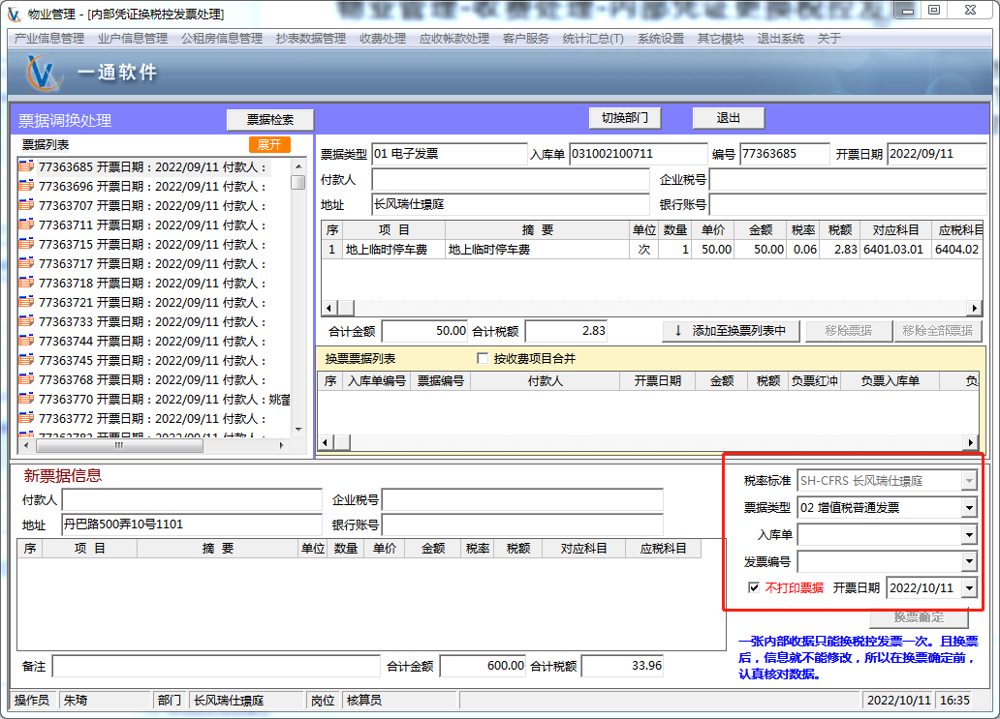 物业管理 - [内部凭证换税控发票处理]
产业信息管理 业户信息管理 公租房信息管理 抄表数据管理 收费处理 应收帐款处理 客户服务 统计汇总(T) 系统设置 其它模块 退出系统 关于
一通软件
票据调换处理 票据检索 切换部门 退出
票据列表 展开
77363685 开票日期：2022/09/11 付款人：
77363696 开票日期：2022/09/11 付款人：
77363707 开票日期：2022/09/11 付款人：
77363711 开票日期：2022/09/11 付款人：
77363715 开票日期：2022/09/11 付款人：
77363717 开票日期：2022/09/11 付款人：
77363718 开票日期：2022/09/11 付款人：
77363721 开票日期：2022/09/11 付款人：
77363733 开票日期：2022/09/11 付款人：
77363744 开票日期：2022/09/11 付款人：
77363745 开票日期：2022/09/11 付款人：
77363768 开票日期：2022/09/11 付款人：
77363770 开票日期：2022/09/11 付款人：姚蕾
77363772 开票日期：2022/09/11 付款人：
77363783 开票日期：2022/09/11 付款人：
票据类型 01 电子发票 入库单 031002100711 编号 77363685 开票日期 2022/09/11
付款人 企业税号
地址 长风瑞仕璟庭 银行账号
序 项 目 摘 要 单位 数量 单价 金额 税率 税额 对应科目 应税科目
1 地上临时停车费 地上临时停车费 次 1 50.00 50.00 0.06 2.83 6401.03.01 6404.02
合计金额 50.00 合计税额 2.83 ↓ 添加至换票列表中 移除票据 移除全部票据
换票票据列表 按收费项目合并
序 入库单编号 票据编号 付款人 开票日期 金额 税额 负票红冲 负票入库单 负
新票据信息
付款人 企业税号
地址 丹巴路500弄10号1101 银行账号
序 项 目 摘 要 单位 数量 单价 金额 税率 税额 对应科目 应税科目
备注 合计金额 600.00 合计税额 33.96
税率标准 SH-CFRS 长风瑞仕璟庭
票据类型 02 增值税普通发票
入库单
发票编号
不打印票据 开票日期 2022/10/11
换票确定
一张内部收据只能换税控发票一次。且换票
后，信息就不能修改，所以在换票确定前，
认真核对数据。
操作员 朱琦 部门 长风瑞仕璟庭 岗位 核算员 2022/10/11 16:35